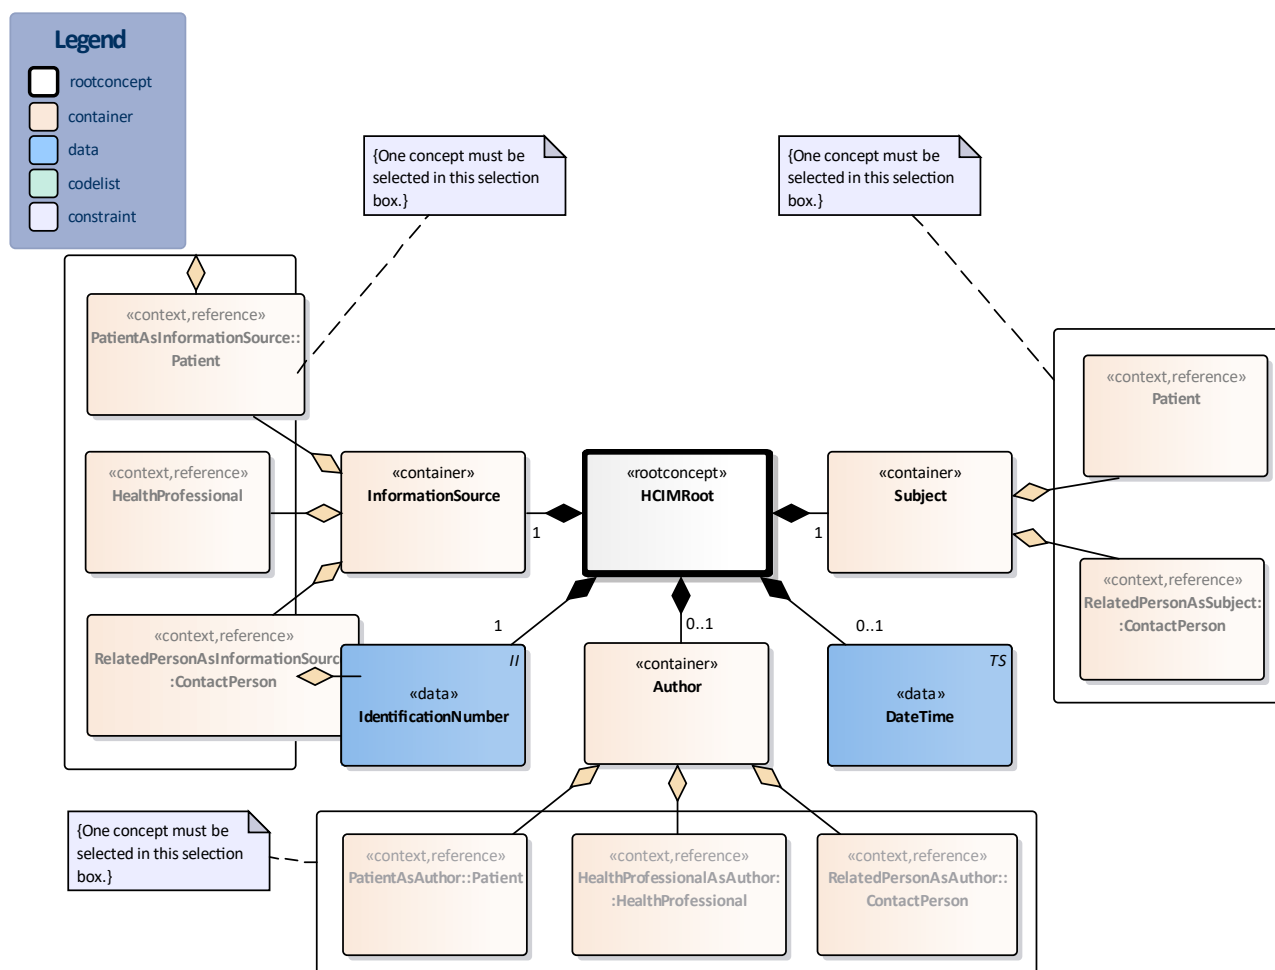 Legend
rootconcept
container
data
codelist
constraint
{One concept must be
selected in this selection
box.}
{One concept must be
selected in this selection
box.}
«context,reference»
PatientAsInformationSource::
Patient
«context,reference»
Patient
«context,reference»
HealthProfessional
«container»
InformationSource
1
«rootconcept»
HCIMRoot
1
«container»
Subject
«context,reference»
RelatedPersonAsSubject:
:ContactPerson
«context,reference»
RelatedPersonAsInformationSourc
:ContactPerson
1
II
«data»
IdentificationNumber
0..1
«container»
Author
0..1
TS
«data»
DateTime
{One concept must be
selected in this selection
box.}
«context,reference»
PatientAsAuthor::Patient
«context,reference»
HealthProfessionalAsAuthor:
:HealthProfessional
«context,reference»
RelatedPersonAsAuthor::
ContactPerson